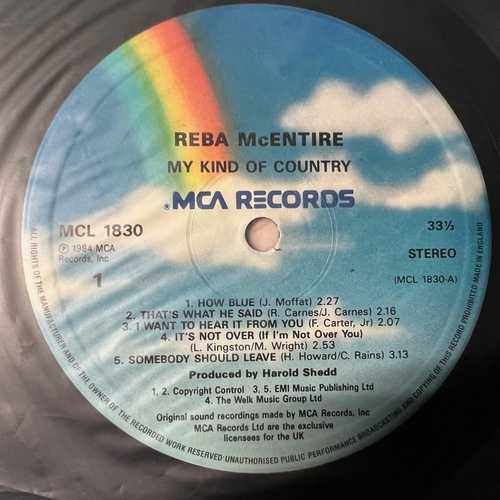 REBA McENTIRE
MY KIND OF COUNTRY
MCA RECORDS
MCL 1830
33⅓
Ⓟ 1984 MCA
Records, Inc
STEREO
1
(MCL 1830-A)
1. HOW BLUE (J. Moffat) 2.27
2. THAT'S WHAT HE SAID (R. Carnes/J. Carnes) 2.16
3. I WANT TO HEAR IT FROM YOU (F. Carter, Jr) 2.47
4. IT'S NOT OVER (If I'm Not Over You)
(L. Kingston/M. Wright) 2.53
5. SOMEBODY SHOULD LEAVE (H. Howard/C. Rains) 3.13
Produced by Harold Shedd
1. 2. Copyright Control 3. 5. EMI Music Publishing Ltd
4. The Welk Music Group Ltd
Original sound recordings made by MCA Records, Inc
MCA Records Ltd are the exclusive
licensees for the UK
ALL RIGHTS OF THE MANUFACTURER AND OF THE OWNER OF THE RECORDED WORK RESERVED·UNAUTHORISED PUBLIC PERFORMANCE BROADCASTING AND COPYING OF THIS RECORD PROHIBITED MADE IN ENGLAND